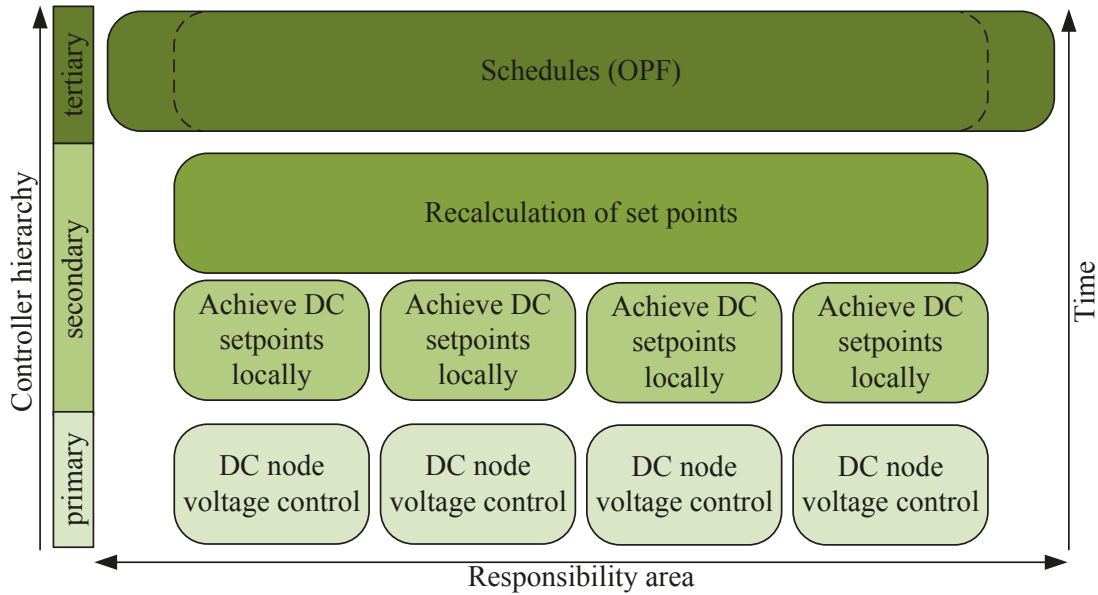 Controller hierarchy
tertiary
Schedules (OPF)
secondary
Recalculation of set points
Achieve DC
setpoints
locally
Achieve DC
setpoints
locally
Achieve DC
setpoints
locally
Achieve DC
setpoints
locally
primary
DC node
voltage control
DC node
voltage control
DC node
voltage control
DC node
voltage control
Time
Responsibility area